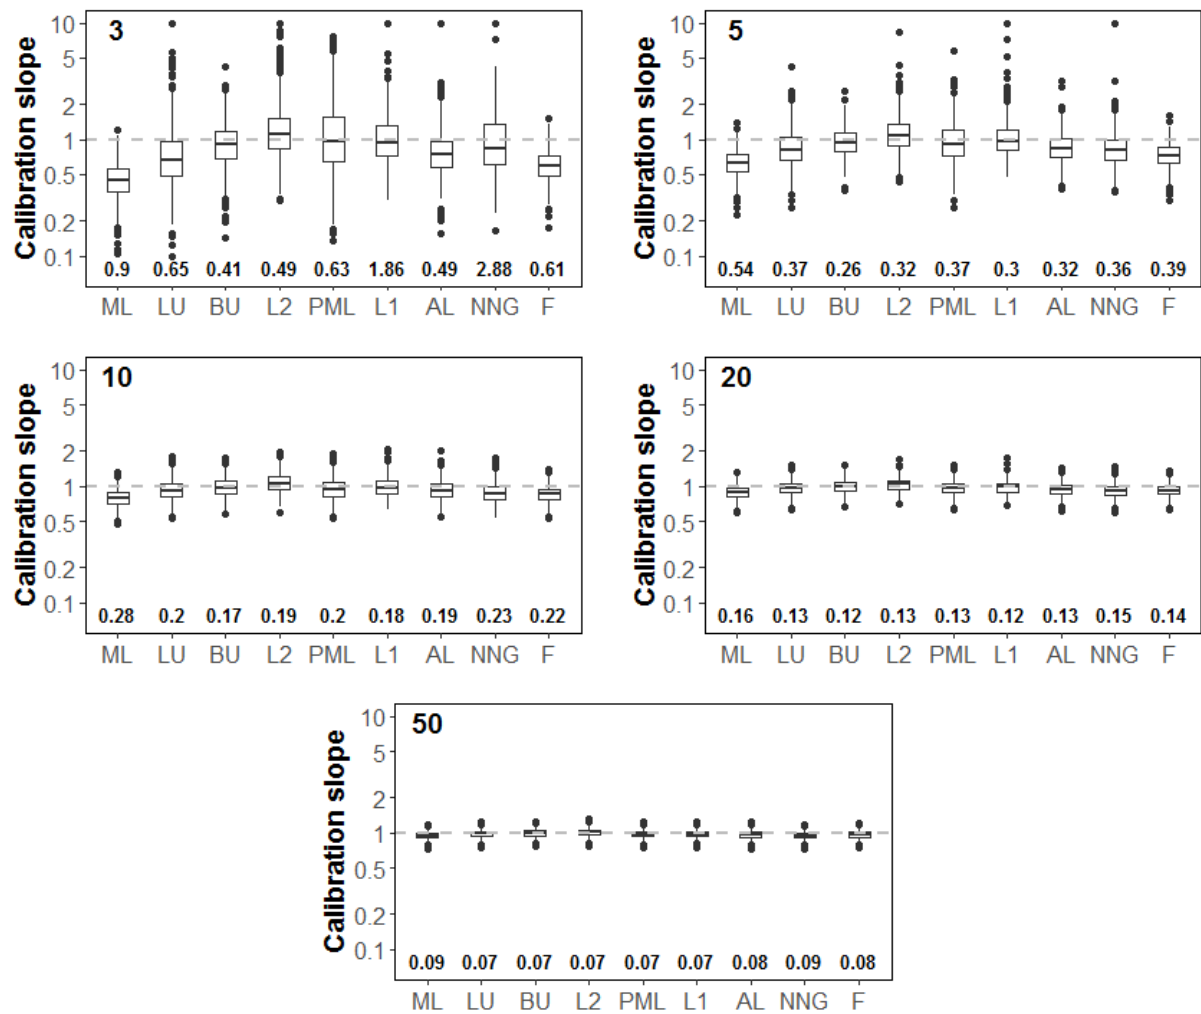 3
Calibration slope
10
5
2
1
0.5
0.2
0.1
0.9 0.65 0.41 0.49 0.63 1.86 0.49 2.88 0.61
ML LU BU L2 PML L1 AL NNG F
5
Calibration slope
10
5
2
1
0.5
0.2
0.1
0.54 0.37 0.26 0.32 0.37 0.3 0.32 0.36 0.39
ML LU BU L2 PML L1 AL NNG F
10
Calibration slope
10
5
2
1
0.5
0.2
0.1
0.28 0.2 0.17 0.19 0.2 0.18 0.19 0.23 0.22
ML LU BU L2 PML L1 AL NNG F
20
Calibration slope
10
5
2
1
0.5
0.2
0.1
0.16 0.13 0.12 0.13 0.13 0.12 0.13 0.15 0.14
ML LU BU L2 PML L1 AL NNG F
50
Calibration slope
10
5
2
1
0.5
0.2
0.1
0.09 0.07 0.07 0.07 0.07 0.07 0.08 0.09 0.08
ML LU BU L2 PML L1 AL NNG F